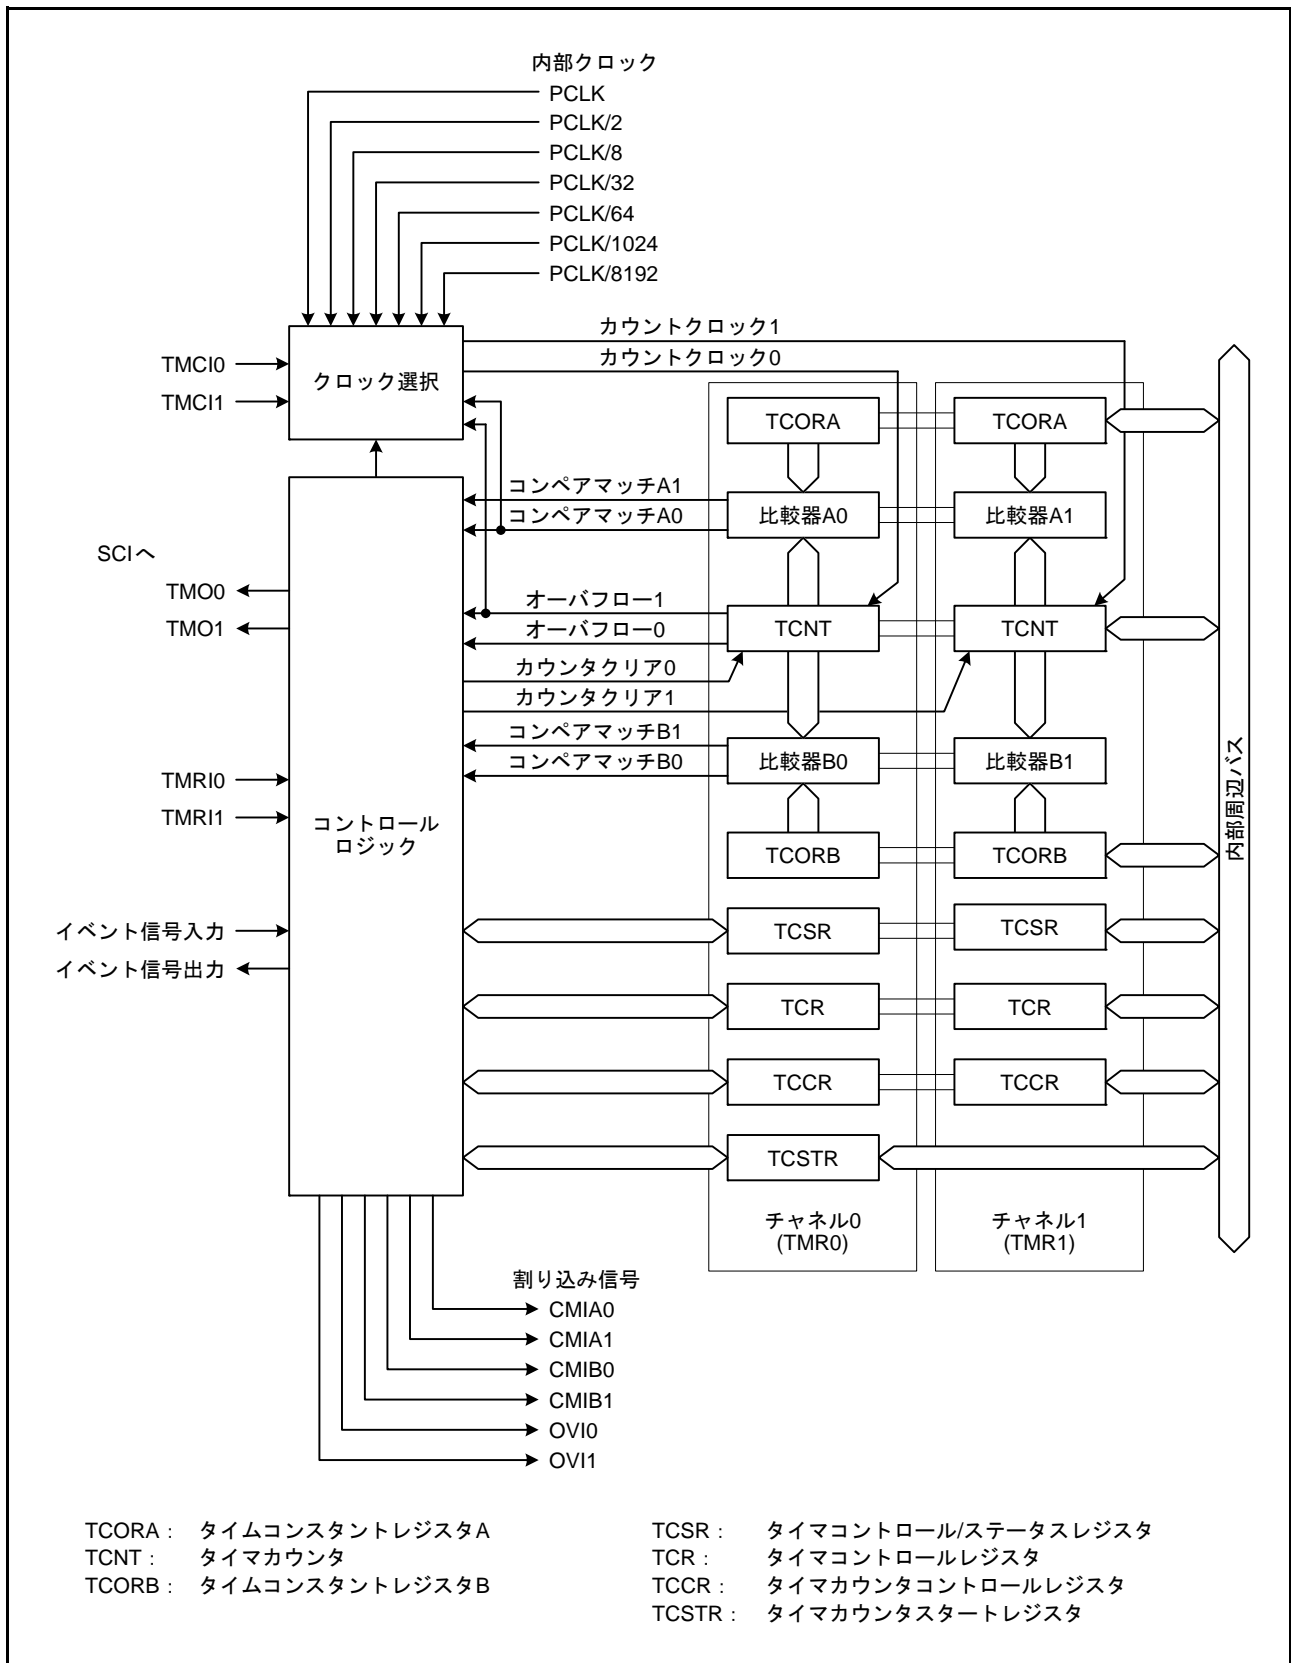 内部クロック
PCLK
PCLK/2
PCLK/8
PCLK/32
PCLK/64
PCLK/1024
PCLK/8192
カウントクロック1
カウントクロック0
TMCI0
TMCI1
クロック選択
TCORA
TCORA
コンペアマッチA1
コンペアマッチA0
比較器A0
比較器A1
SCIへ
TMO0
TMO1
オーバフロー1
オーバフロー0
TCNT
TCNT
カウンタクリア0
カウンタクリア1
コンペアマッチB1
コンペアマッチB0
比較器B0
比較器B1
内部周辺バス
TMRI0
TMRI1
コントロール
ロジック
TCORB
TCORB
イベント信号入力
イベント信号出力
TCSR
TCSR
TCR
TCR
TCCR
TCCR
TCSTR
チャネル0
(TMR0)
チャネル1
(TMR1)
割り込み信号
CMIA0
CMIA1
CMIB0
CMIB1
OVI0
OVI1
TCORA : タイムコンスタントレジスタA
TCNT : タイマカウンタ
TCORB : タイムコンスタントレジスタB
TCSR : タイマコントロール/ステータスレジスタ
TCR : タイマコントロールレジスタ
TCCR : タイマカウンタコントロールレジスタ
TCSTR : タイマカウンタスタートレジスタ